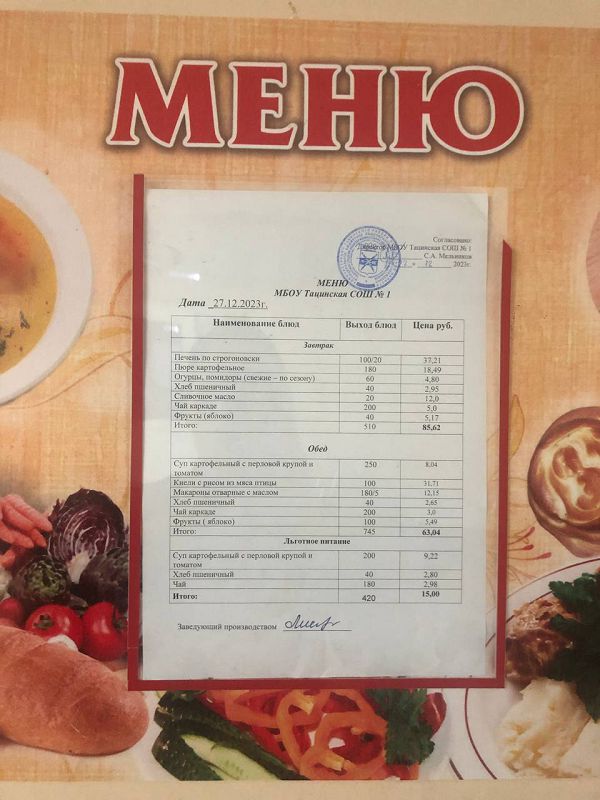 МЕНЮ
Согласовано:
Директор МБОУ Тацинская СОШ № 1
С.А. Мельников
12 2023г.
МЕНЮ
МБОУ Тацинская СОШ № 1
Дата _27.12.2023г.
Наименование блюд Выход блюд Цена руб.
Завтрак
Печень по строгоновски 100/20 37,21
Пюре картофельное 180 18,49
Огурцы, помидоры (свежие – по сезону) 60 4,80
Хлеб пшеничный 40 2,95
Сливочное масло 20 12,0
Чай каркаде 200 5,0
Фрукты (яблоко) 40 5,17
Итого: 510 85,62
Обед
Суп картофельный с перловой крупой и 250 8,04
томатом
Кнели с рисом из мяса птицы 100 31,71
Макароны отварные с маслом 180/5 12,15
Хлеб пшеничный 40 2,65
Чай каркаде 200 3,0
Фрукты ( яблоко) 100 5,49
Итого: 745 63,04
Льготное питание
Суп картофельный с перловой крупой и 200 9,22
томатом
Хлеб пшеничный 40 2,80
Чай 180 2,98
Итого: 420 15,00
Заведующий производством